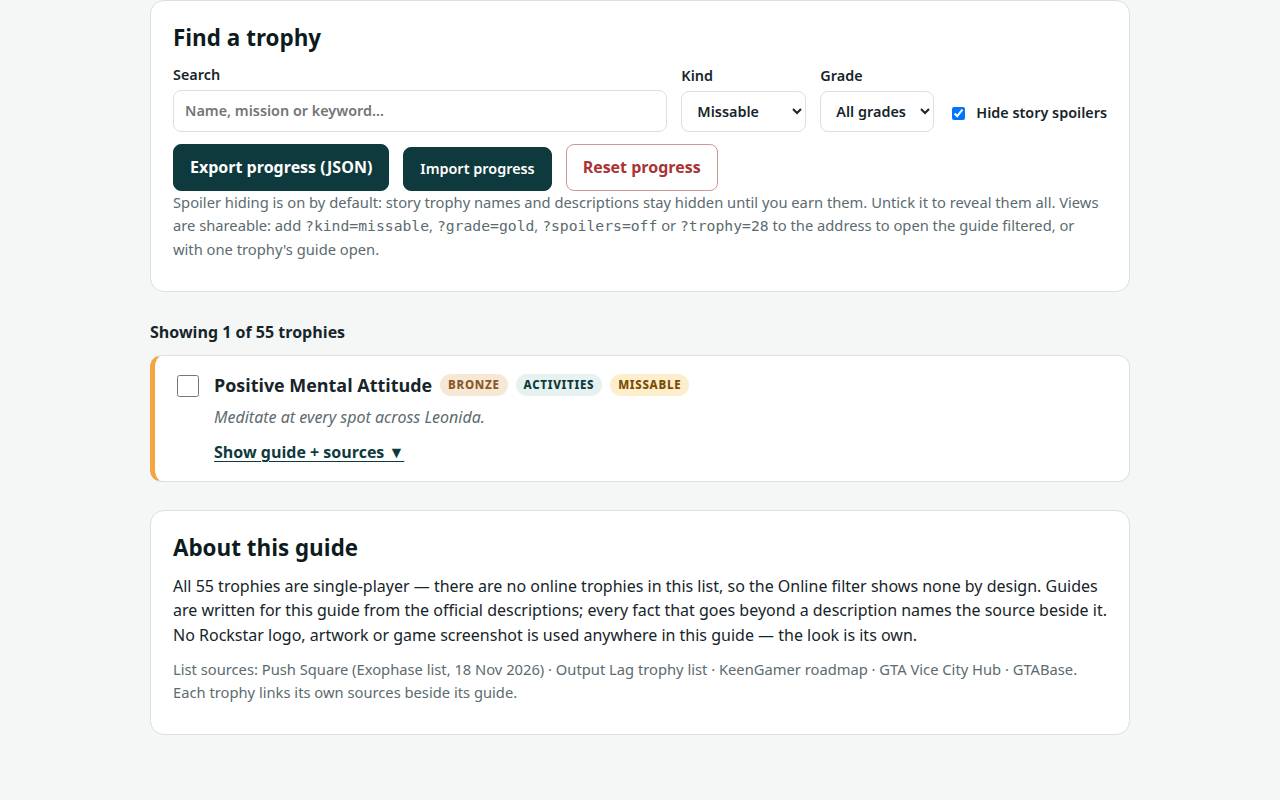 Find a trophy
Search
Kind
Grade
Name, mission or keyword...
Missable
All grades
Hide story spoilers
Export progress (JSON)
Import progress
Reset progress
Spoiler hiding is on by default: story trophy names and descriptions stay hidden until you earn them. Untick it to reveal them all. Views
are shareable: add ?kind=missable, ?grade=gold, ?spoilers=off or ?trophy=28 to the address to open the guide filtered, or
with one trophy's guide open.
Showing 1 of 55 trophies
Positive Mental Attitude BRONZE ACTIVITIES MISSABLE
Meditate at every spot across Leonida.
Show guide + sources ▼
About this guide
All 55 trophies are single-player — there are no online trophies in this list, so the Online filter shows none by design. Guides
are written for this guide from the official descriptions; every fact that goes beyond a description names the source beside it.
No Rockstar logo, artwork or game screenshot is used anywhere in this guide — the look is its own.
List sources: Push Square (Exophase list, 18 Nov 2026) · Output Lag trophy list · KeenGamer roadmap · GTA Vice City Hub · GTABase.
Each trophy links its own sources beside its guide.